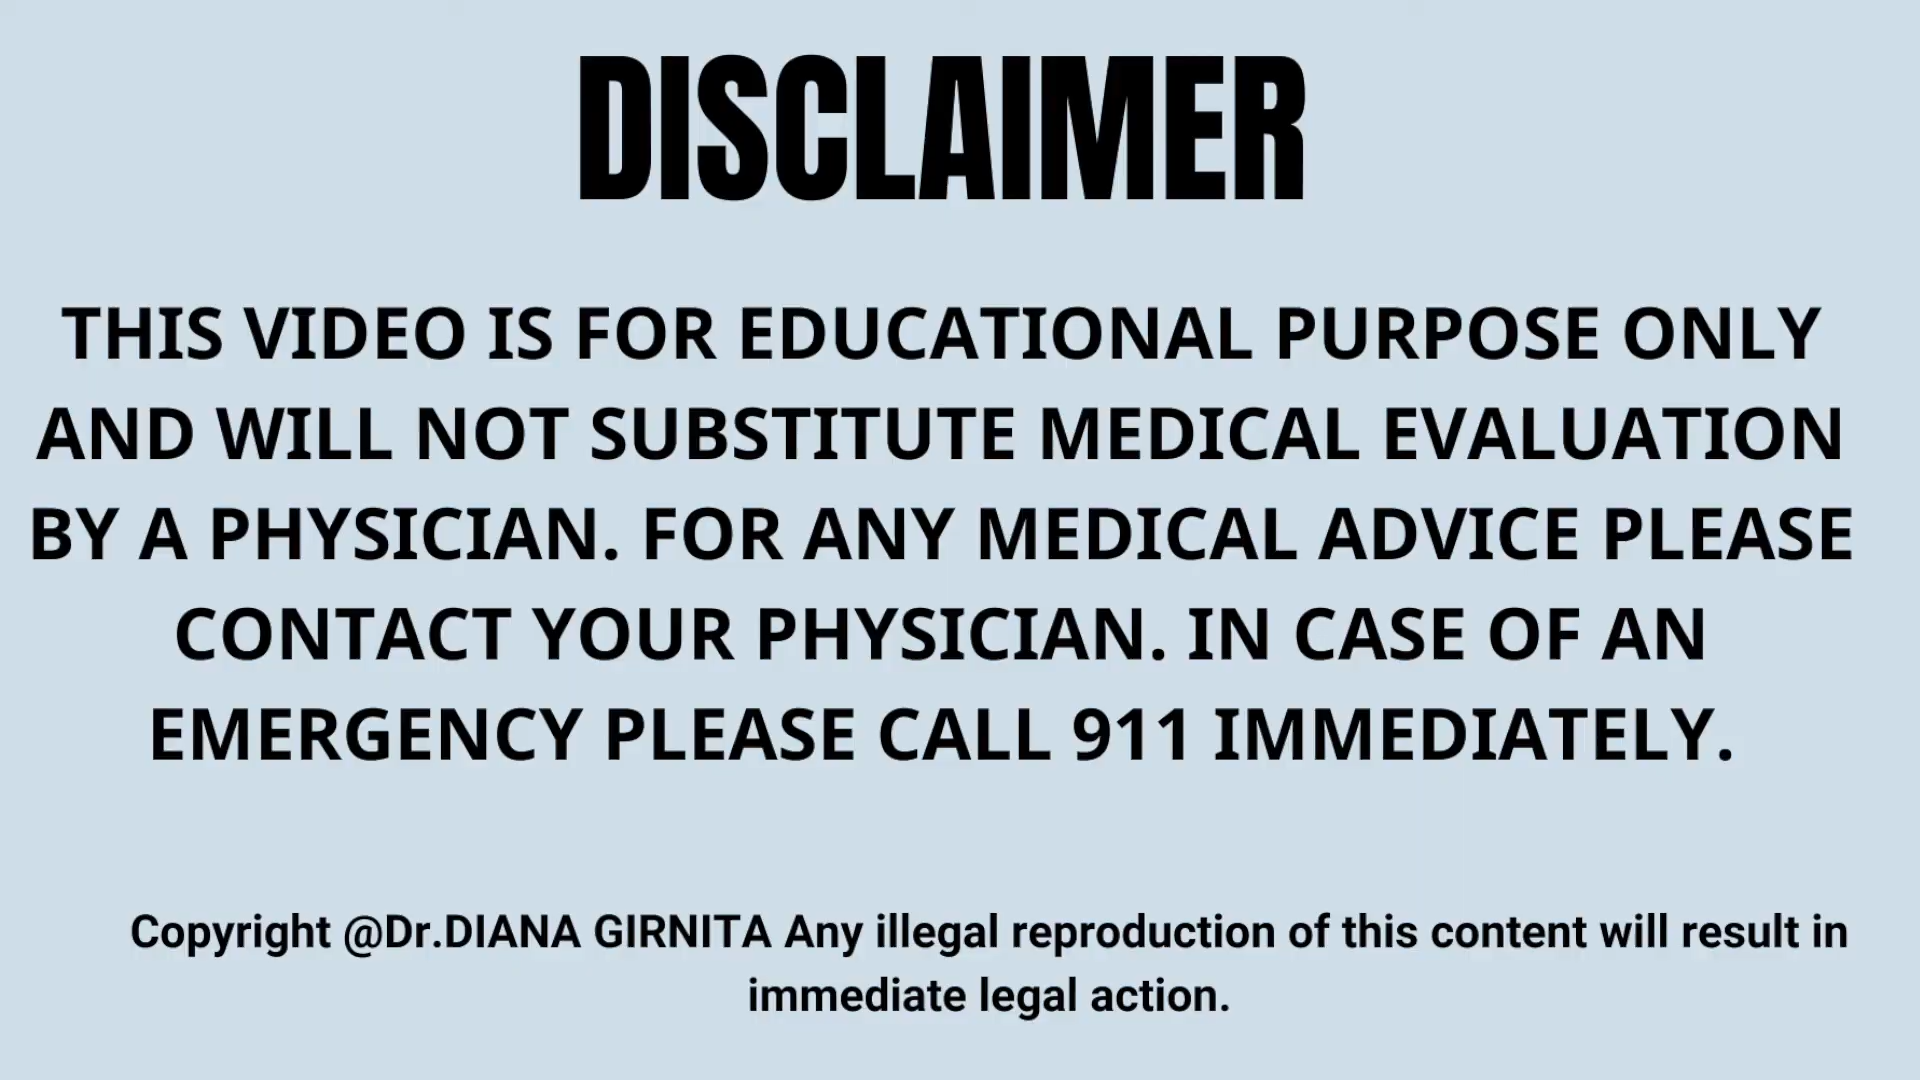 DISCLAIMER
THIS VIDEO IS FOR EDUCATIONAL PURPOSE ONLY
AND WILL NOT SUBSTITUTE MEDICAL EVALUATION
BY A PHYSICIAN. FOR ANY MEDICAL ADVICE PLEASE
CONTACT YOUR PHYSICIAN. IN CASE OF AN
EMERGENCY PLEASE CALL 911 IMMEDIATELY.
Copyright @Dr.DIANA GIRNITA Any illegal reproduction of this content will result in
immediate legal action.